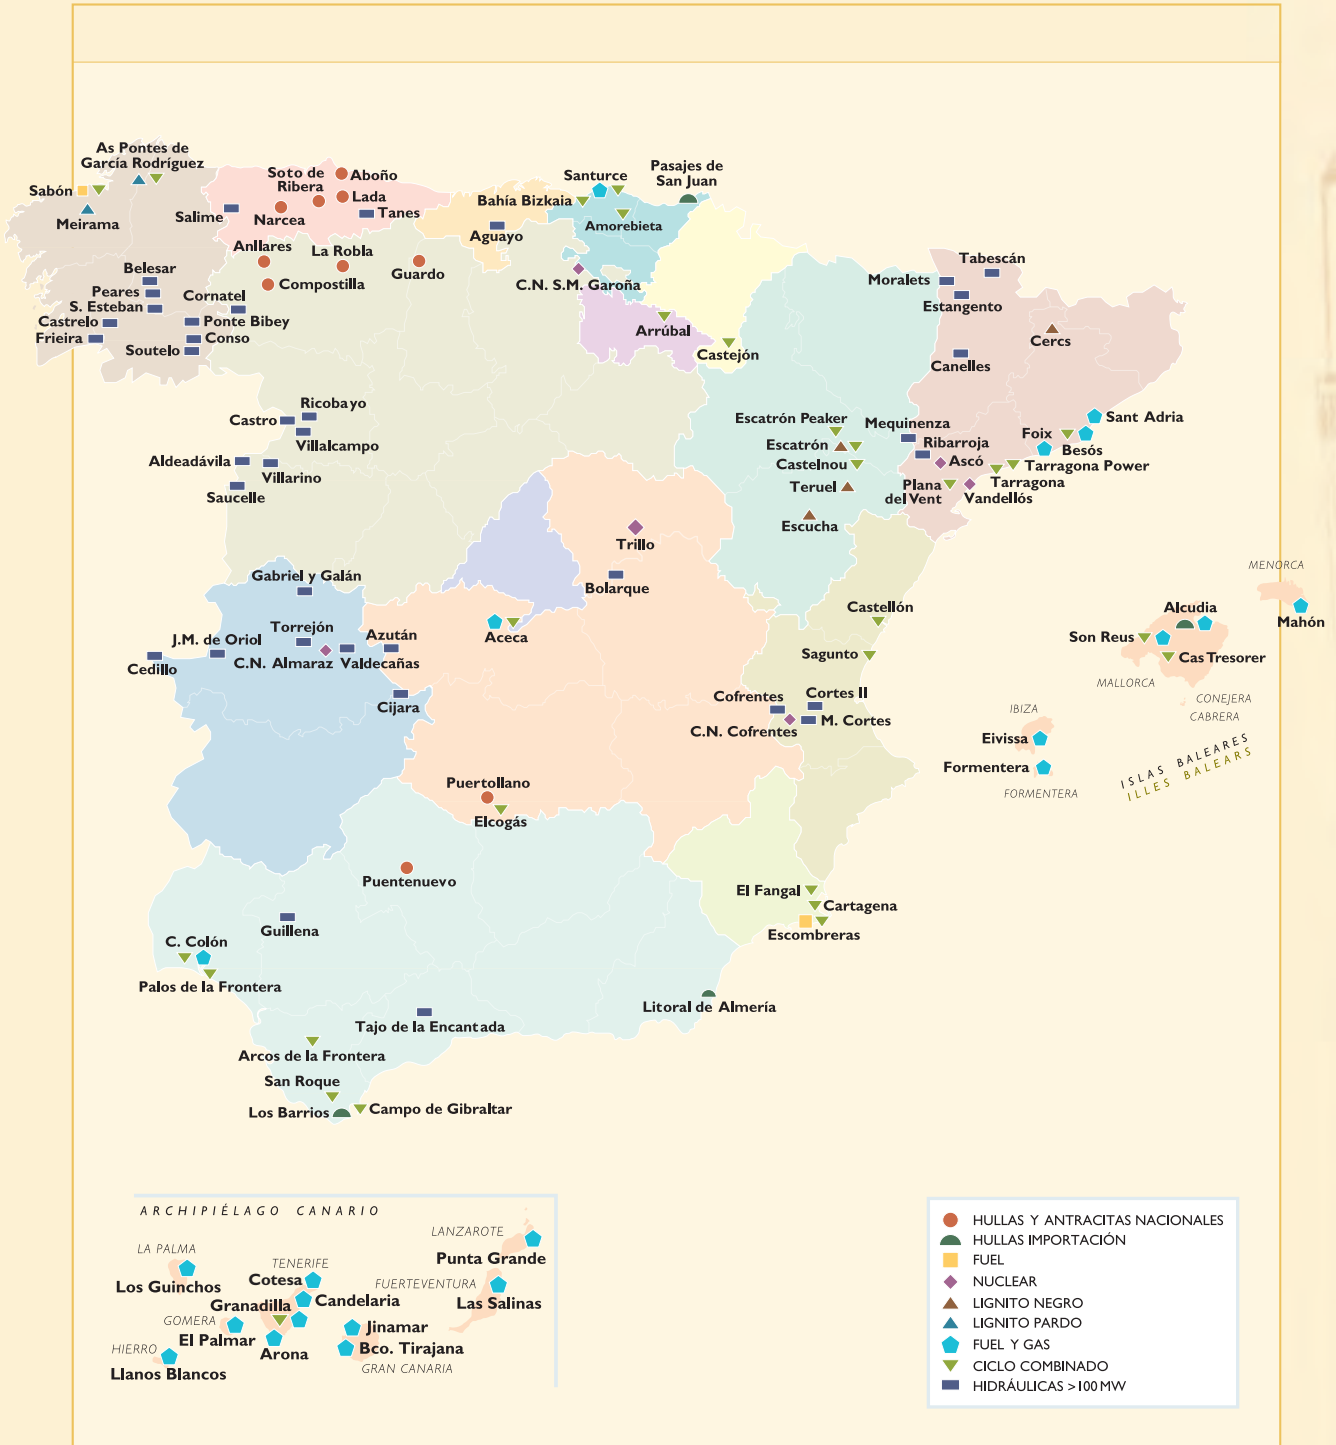 As Pontes de
García Rodríguez
Sabón
Meirama
Soto de
Ribera
Aboño
Lada
Narcea
Tanes
Salime
Santurce
Bahía Bizkaia
Amorebieta
Pasajes de
San Juan
Aguayo
Anllares
La Robla
Guardo
Compostilla
C.N. S.M. Garoña
Belesar
Peares
S. Esteban
Cornatel
Castrelo
Ponte Bibey
Frieira
Conso
Soutelo
Arrúbal
Castejón
Tabescán
Moralets
Estangento
Cercs
Canelles
Ricobayo
Castro
Villalcampo
Aldeadávila
Villarino
Saucelle
Escatrón Peaker
Escatrón
Castelnou
Teruel
Escucha
Mequinenza
Ribarroja
Ascó
Plana
del Vent
Vandellós
Tarragona
Tarragona Power
Foix
Besós
Sant Adria
Trillo
Bolarque
Gabriel y Galán
Torrejón
Azután
J.M. de Oriol
C.N. Almaraz
Valdecañas
Cedillo
Cijara
Aceca
Castellón
Sagunto
Cofrentes
Cortes II
M. Cortes
C.N. Cofrentes
MENORCA
Mahón
Alcudia
Son Reus
Cas Tresorer
MALLORCA
CONEJERA
CABRERA
IBIZA
Eivissa
Formentera
FORMENTERA
ISLAS BALEARES
ILLES BALEARS
Puertollano
Elcogás
Puentenuevo
El Fangal
Cartagena
Escombreras
Guillena
C. Colón
Palos de la Frontera
Litoral de Almería
Tajo de la Encantada
Arcos de la Frontera
San Roque
Los Barrios
Campo de Gibraltar
ARCHIPIÉLAGO CANARIO
LA PALMA
Los Guinchos
TENERIFE
Cotesa
Candelaria
Granadilla
GOMERA
El Palmar
Arona
HIERRO
Llanos Blancos
LANZAROTE
Punta Grande
FUERTEVENTURA
Las Salinas
Jinamar
Bco. Tirajana
GRAN CANARIA
HULLAS Y ANTRACITAS NACIONALES
HULLAS IMPORTACIÓN
FUEL
NUCLEAR
LIGNITO NEGRO
LIGNITO PARDO
FUEL Y GAS
CICLO COMBINADO
HIDRÁULICAS >100 MW